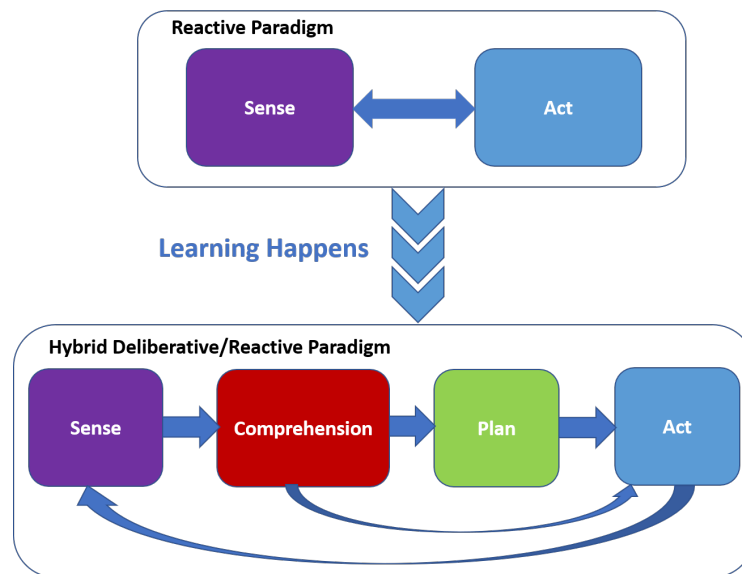 Reactive Paradigm
Sense
Act
Learning Happens
Hybrid Deliberative/Reactive Paradigm
Sense
Comprehension
Plan
Act